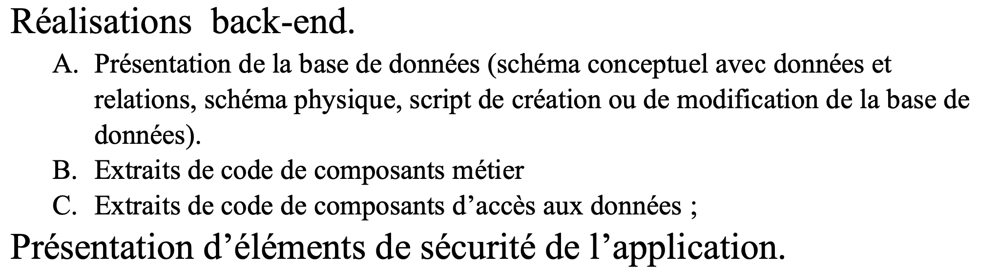 Réalisations  back-end.
A. Présentation de la base de données (schéma conceptuel avec données et
relations, schéma physique, script de création ou de modification de la base de
données).
B. Extraits de code de composants métier
C. Extraits de code de composants d’accès aux données ;
Présentation d’éléments de sécurité de l’application.